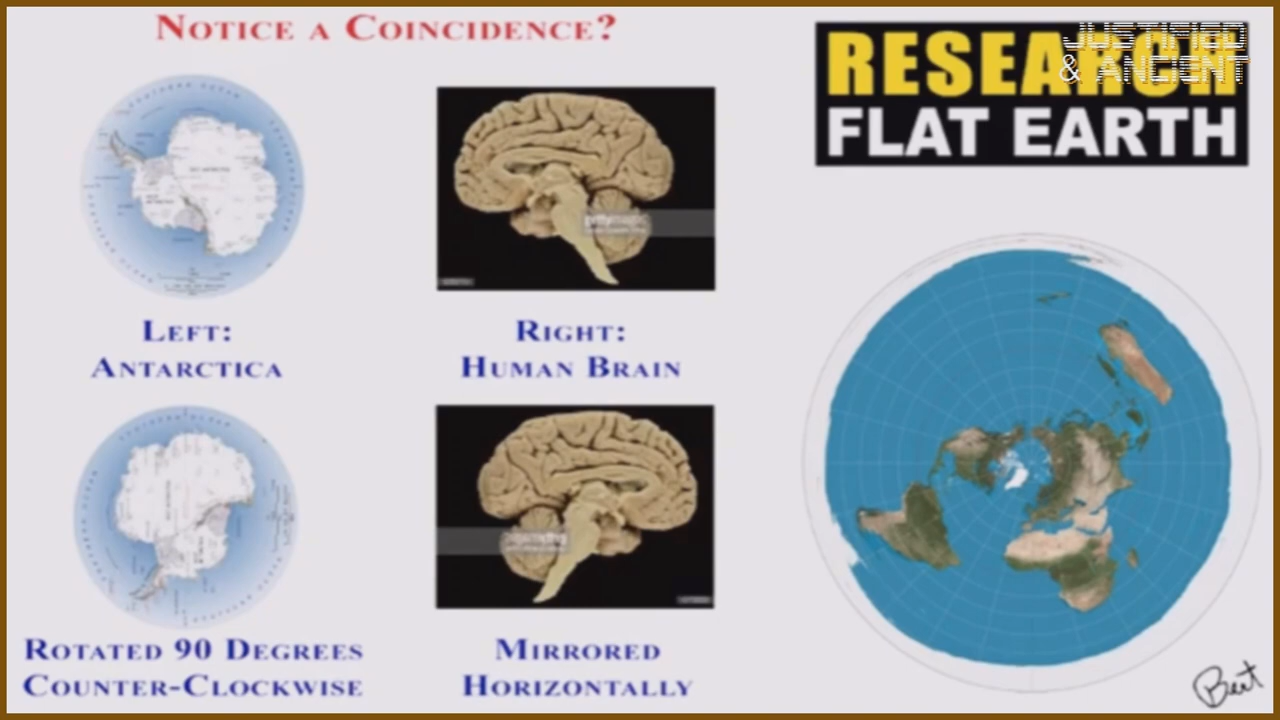 NOTICE A COINCIDENCE?
LEFT:
ANTARCTICA
RIGHT:
HUMAN BRAIN
ROTATED 90 DEGREES
COUNTER-CLOCKWISE
MIRRORED
HORIZONTALLY
RESEARCH
FLAT EARTH
JUSTIFIED
& ANCIENT
Bert